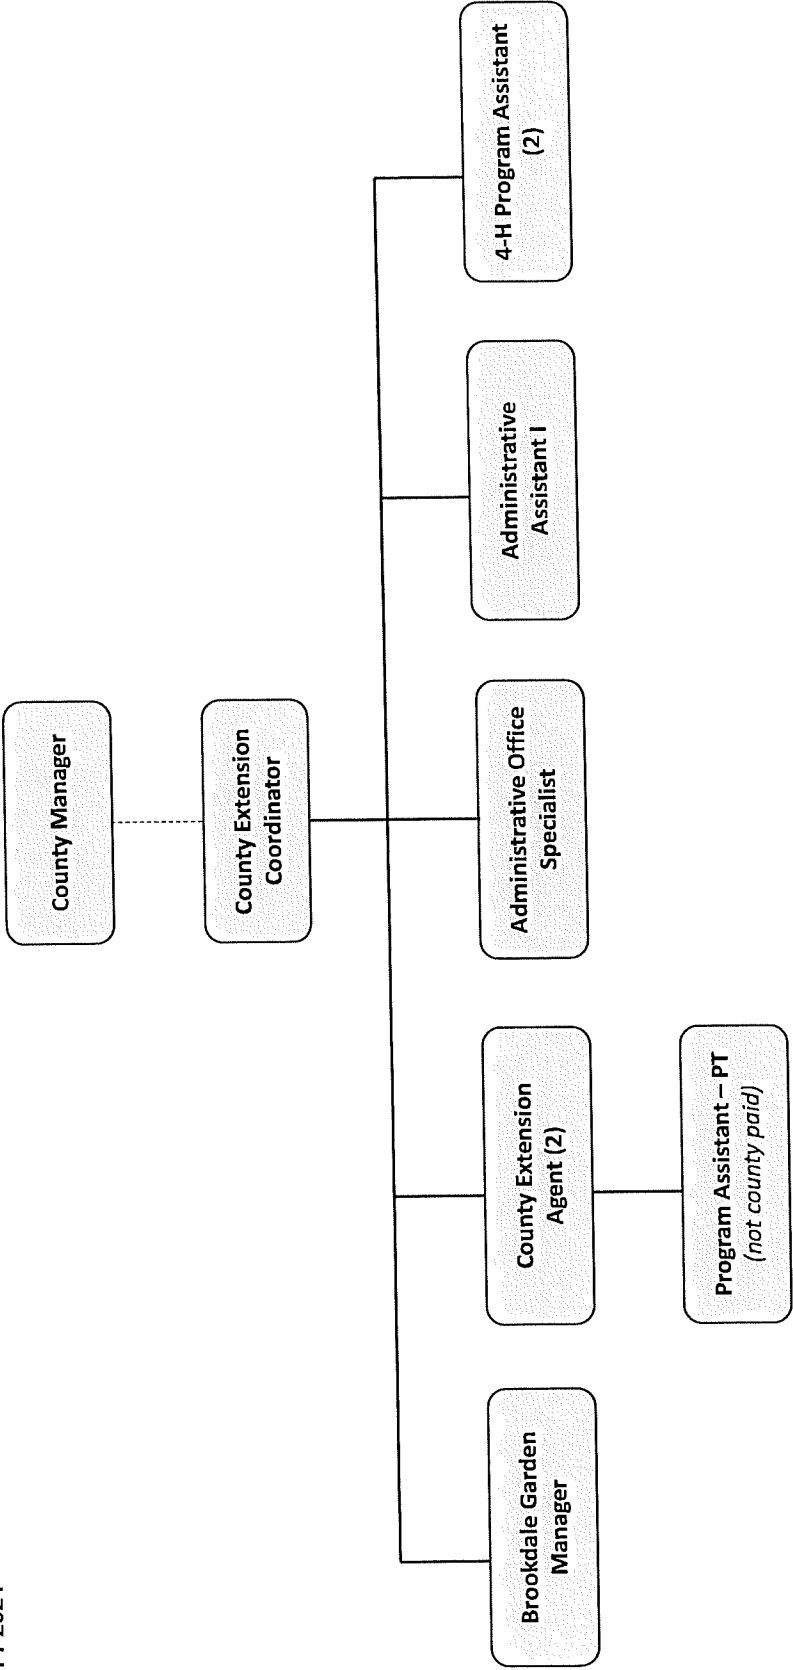 County Manager
County Extension
Coordinator
Brookdale Garden
Manager
County Extension
Agent (2)
Administrative Office
Specialist
Administrative
Assistant I
4-H Program Assistant
(2)
Program Assistant – PT
(not county paid)